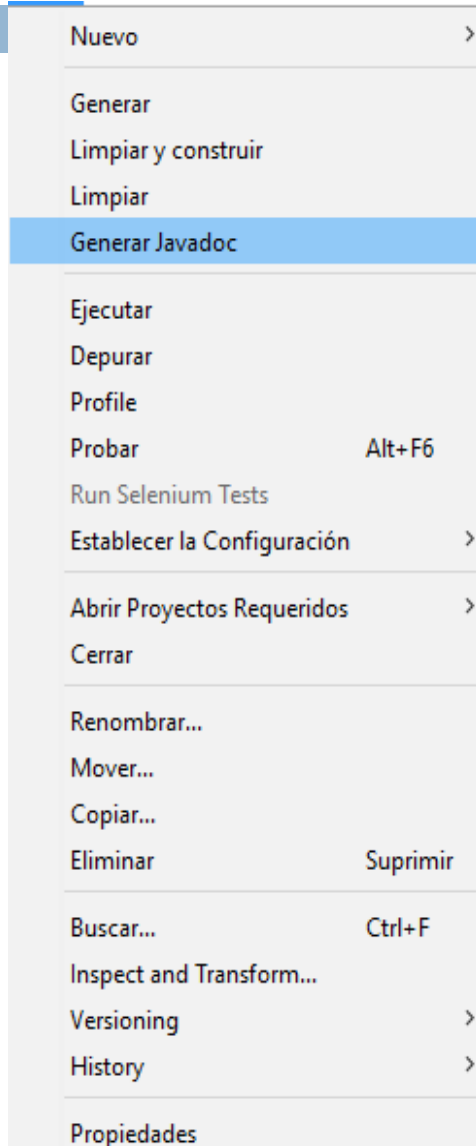 Nuevo
Generar
Limpiar y construir
Limpiar
Generar Javadoc
Ejecutar
Depurar
Profile
Probar Alt+F6
Run Selenium Tests
Establecer la Configuración
Abrir Proyectos Requeridos
Cerrar
Renombrar...
Mover...
Copiar...
Eliminar Suprimir
Buscar... Ctrl+F
Inspect and Transform...
Versioning
History
Propiedades